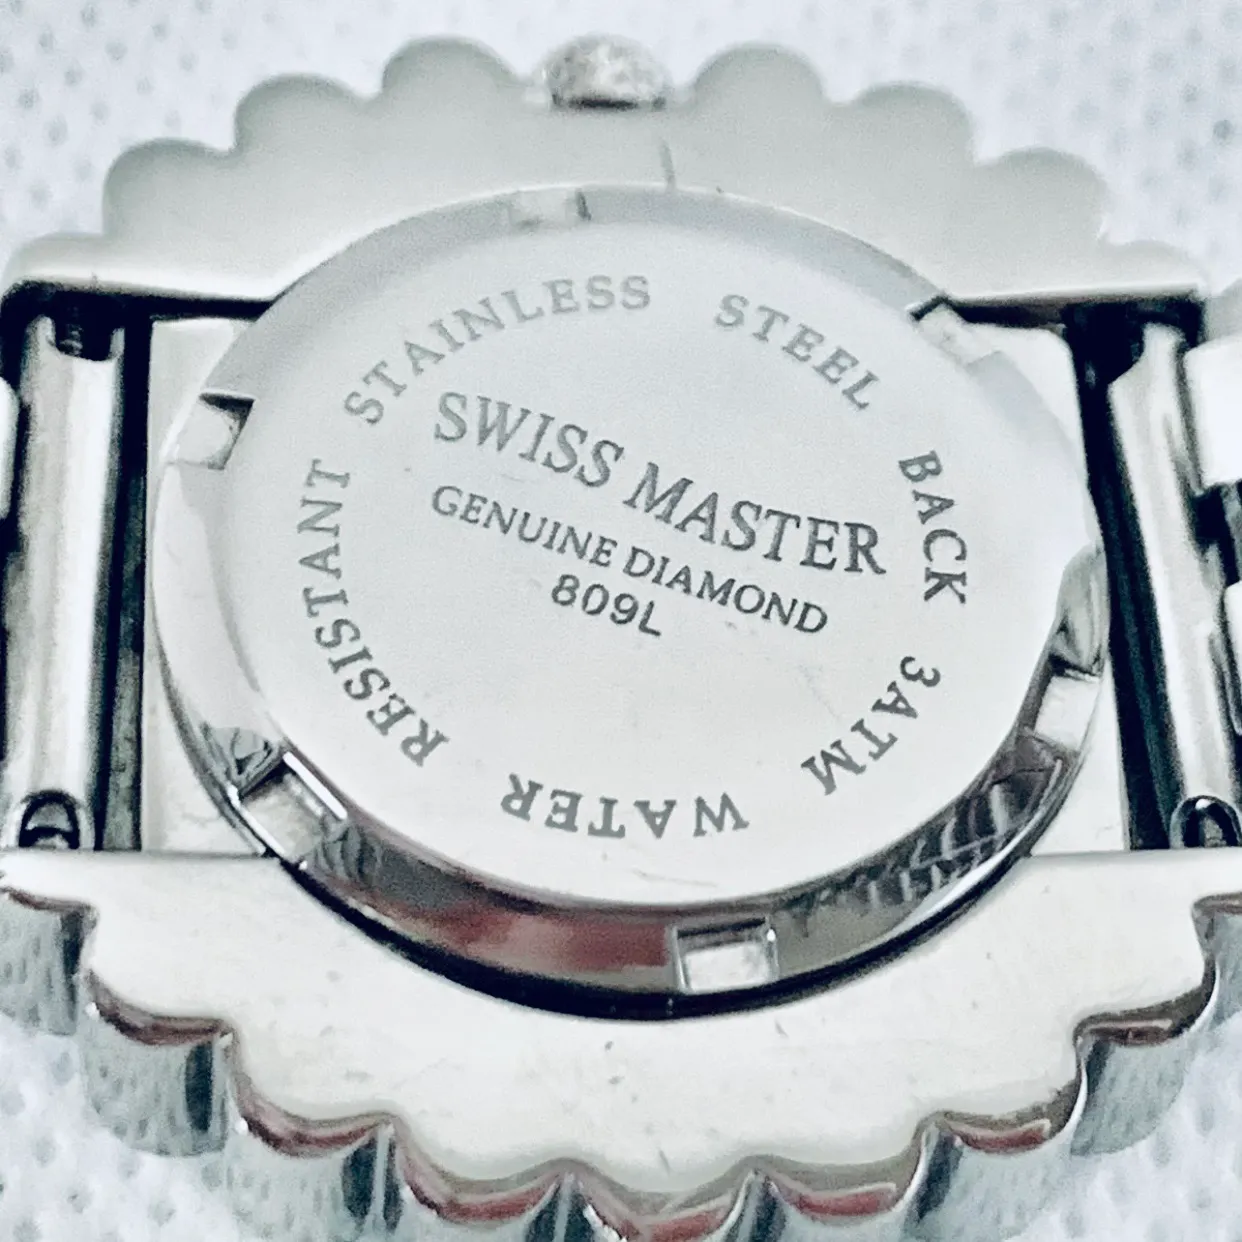 STAINLESS STEEL BACK 3ATM WATER RESISTANT
SWISS MASTER
GENUINE DIAMOND
809L